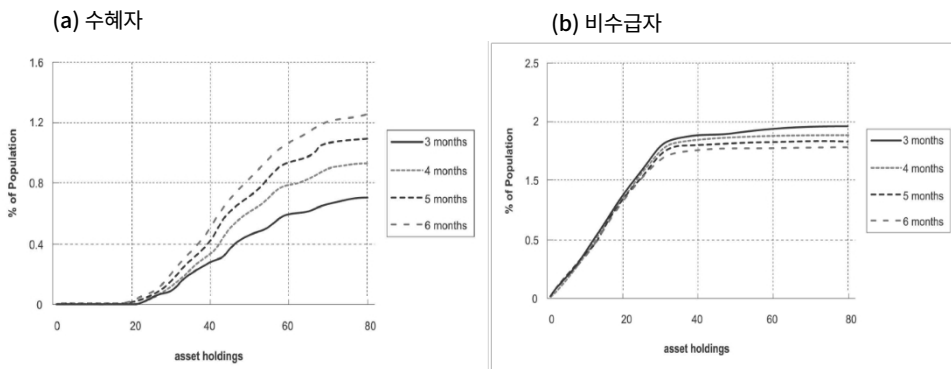 (a) 수혜자
(b) 비수급자
1.6
1.2
0.8
0.4
0
% of Population
0
20
40
60
80
asset holdings
3 months
4 months
5 months
6 months
2.5
2
1.5
0.5
0
% of Population
0
20
40
60
80
asset holdings
3 months
4 months
5 months
6 months